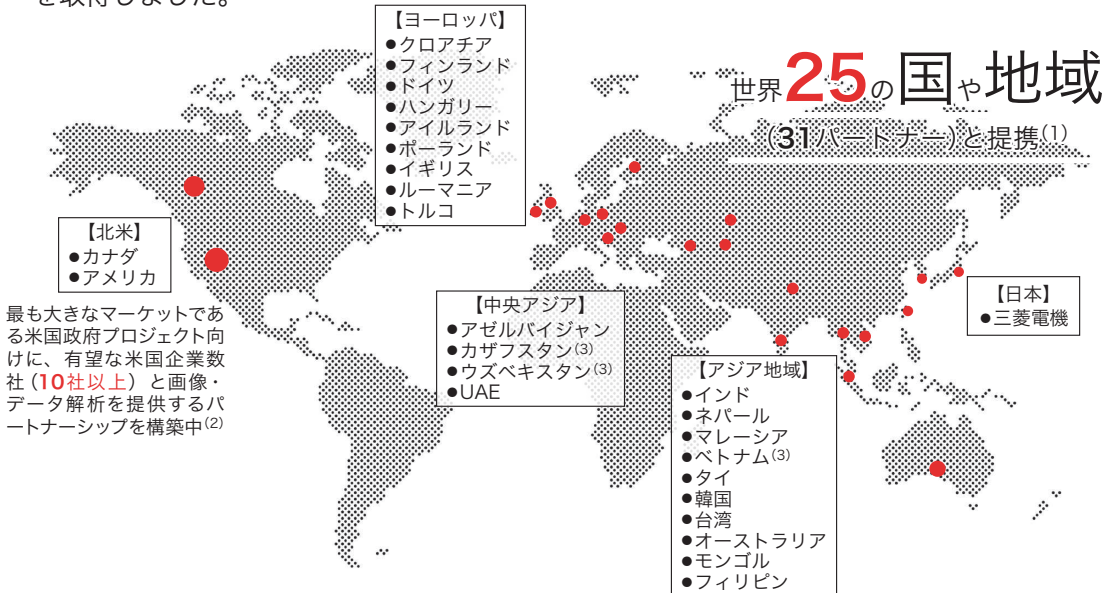 を取得しました。
世界25の国や地域
(31パートナー)と提携(1)
【ヨーロッパ】
●クロアチア
●フィンランド
●ドイツ
●ハンガリー
●アイルランド
●ポーランド
●イギリス
●ルーマニア
●トルコ
【北米】
●カナダ
●アメリカ
最も大きなマーケットであ
る米国政府プロジェクト向
けに、有望な米国企業数
社(10社以上)と画像・
データ解析を提供するパ
ートナーシップを構築中(2)
【中央アジア】
●アゼルバイジャン
●カザフスタン(3)
●ウズベキスタン(3)
●UAE
【アジア地域】
●インド
●ネパール
●マレーシア
●ベトナム(3)
●タイ
●韓国
●台湾
●オーストラリア
●モンゴル
●フィリピン
【日本】
●三菱電機